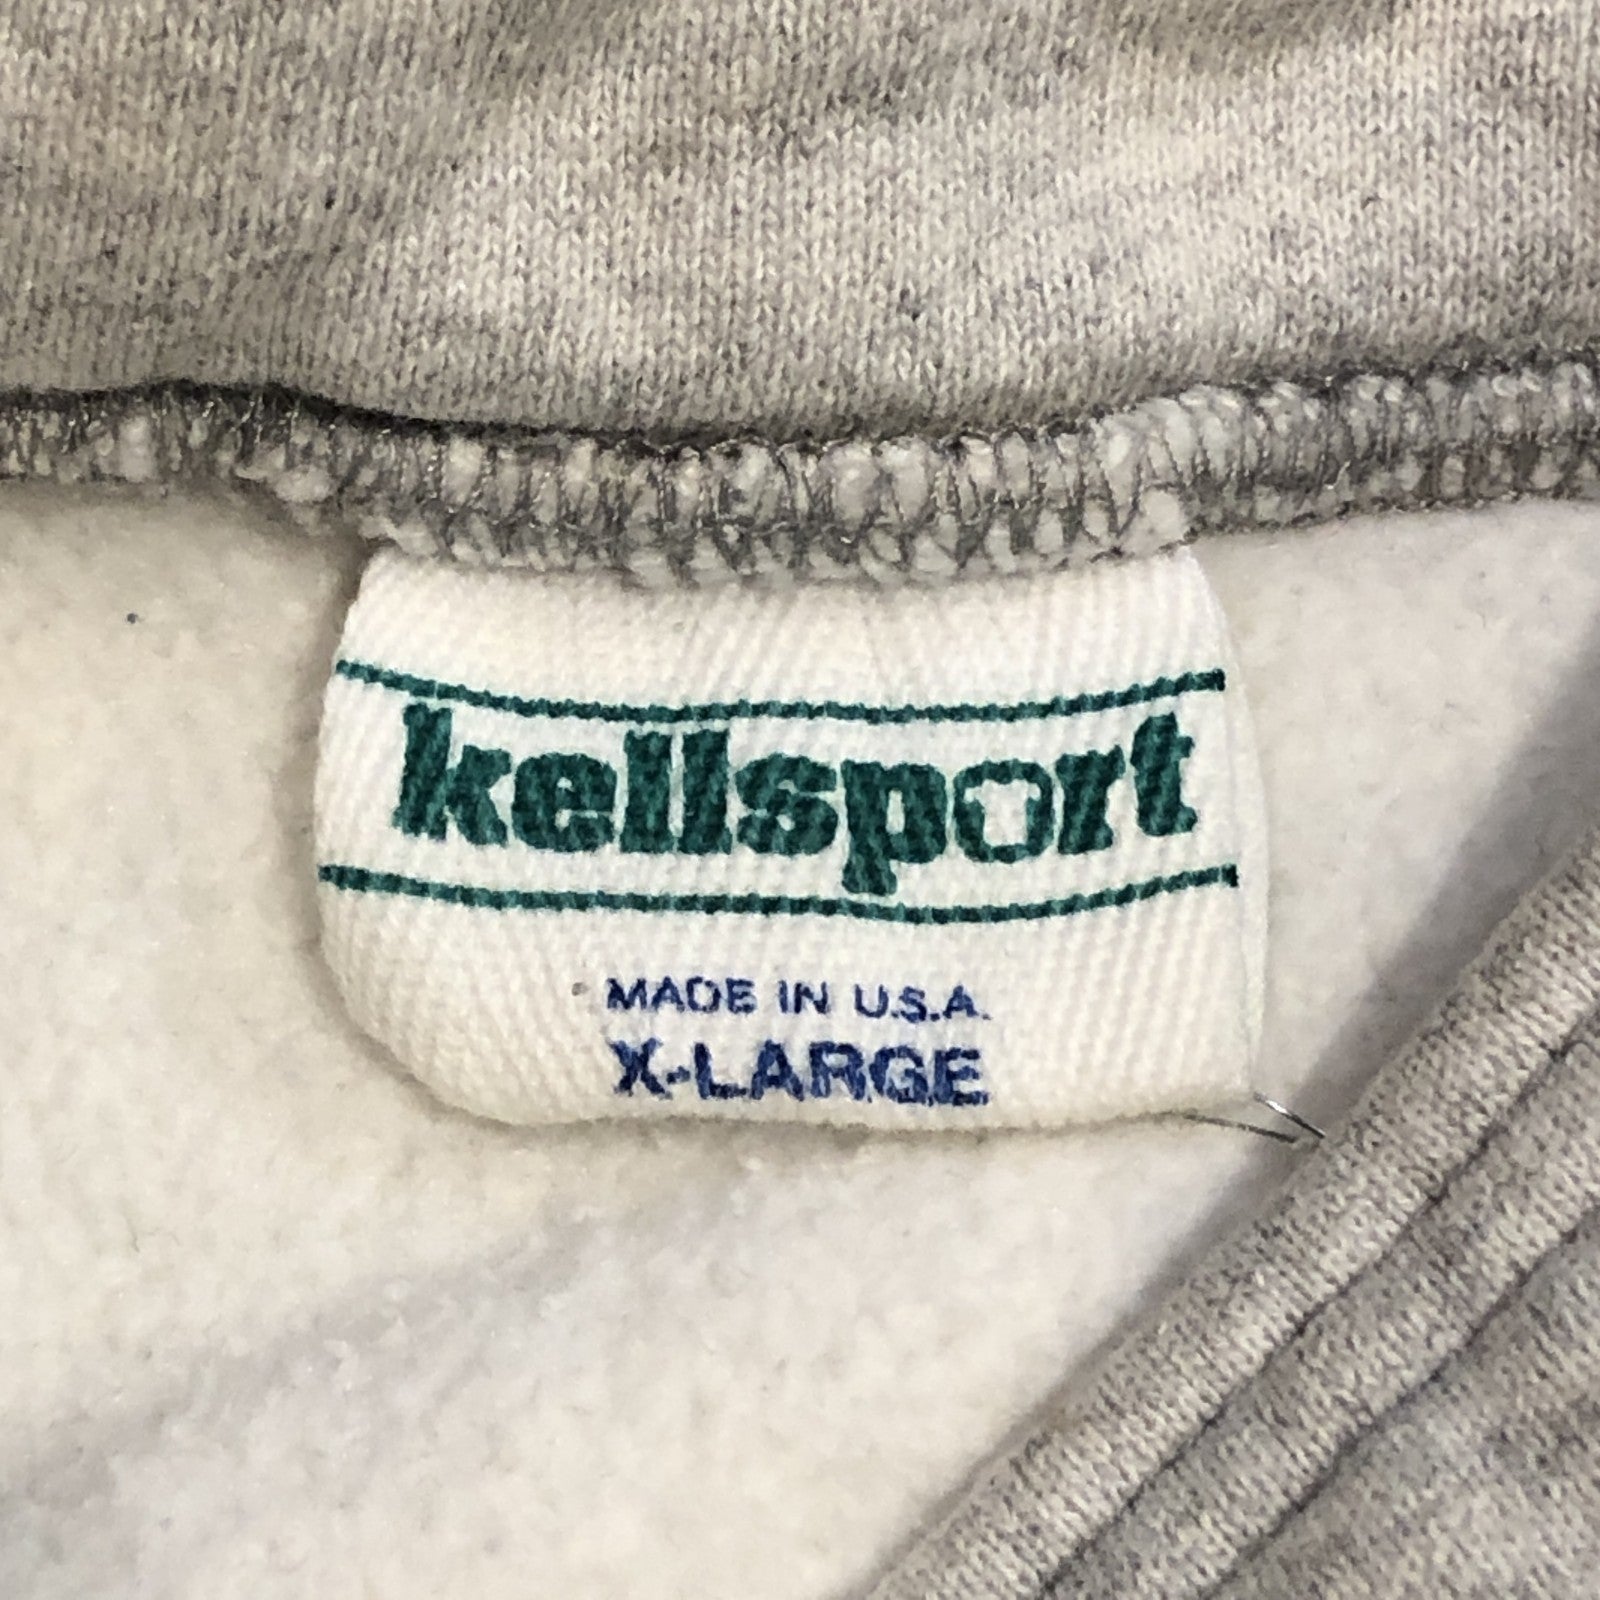 kellsport
MADE IN U.S.A.
X-LARGE